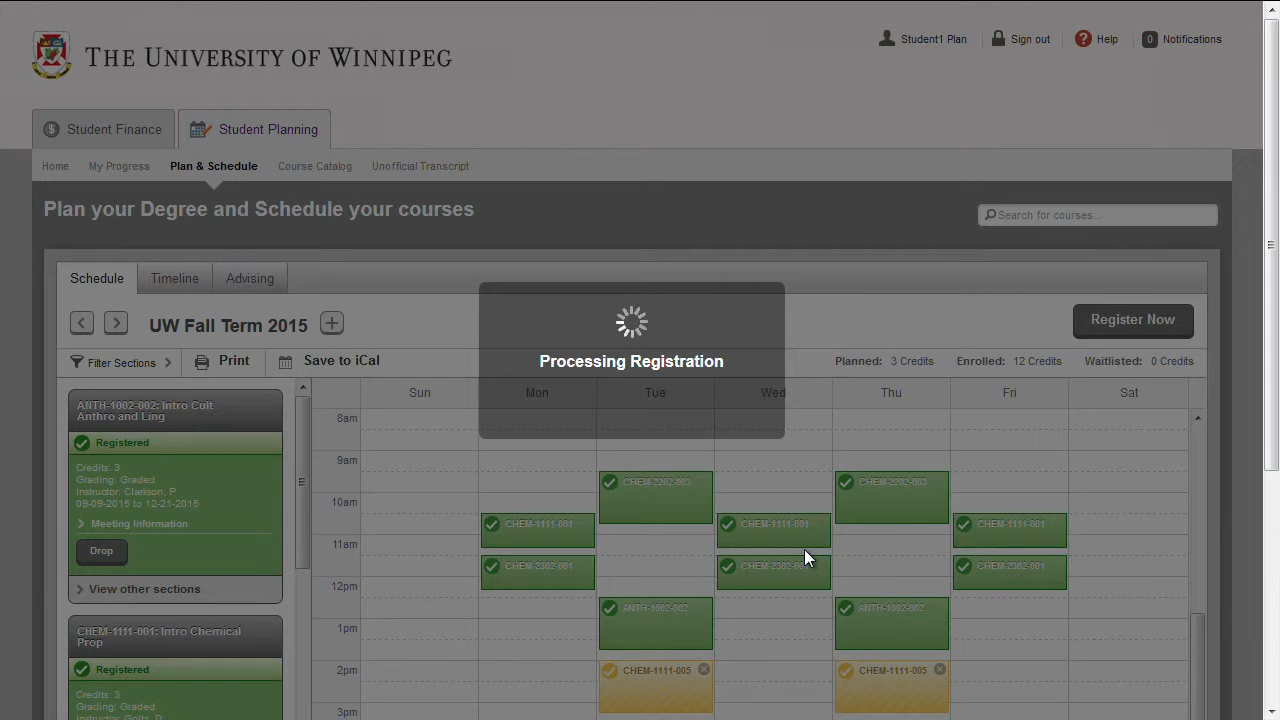 THE UNIVERSITY OF WINNIPEG
Student1 Plan
Sign out
Help
0 Notifications
Student Finance
Student Planning
Home
My Progress
Plan & Schedule
Course Catalog
Unofficial Transcript
Plan your Degree and Schedule your courses
Search for courses...
Schedule
Timeline
Advising
UW Fall Term 2015
Register Now
Processing Registration
Filter Sections
Print
Save to iCal
Planned: 3 Credits
Enrolled: 12 Credits
Waitlisted: 0 Credits
ANTH-1002-002: Intro Cult
Anthro and Ling
Registered
Credits: 3
Grading: Graded
Instructor: Clarkson, P
09-09-2015 to 12-21-2015
Meeting Information
Drop
View other sections
CHEM-1111-001: Intro Chemical
Prop
Registered
Credits: 3
Grading: Graded
Instructor: Goltz, D
Sun Mon Tue Wed Thu Fri Sat
8am
9am
CHEM-2202-003 CHEM-2202-003
10am
CHEM-1111-001 CHEM-1111-001 CHEM-1111-001
11am
CHEM-2302-001 CHEM-2302-001 CHEM-2302-001
12pm
ANTH-1002-002 ANTH-1002-002
1pm
2pm
CHEM-1111-005 CHEM-1111-005
3pm